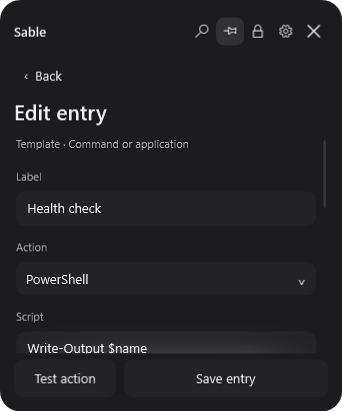 Sable
‹ Back
Edit entry
Template · Command or application
Label
Health check
Action
PowerShell
Script
Write-Output $name
Test action
Save entry